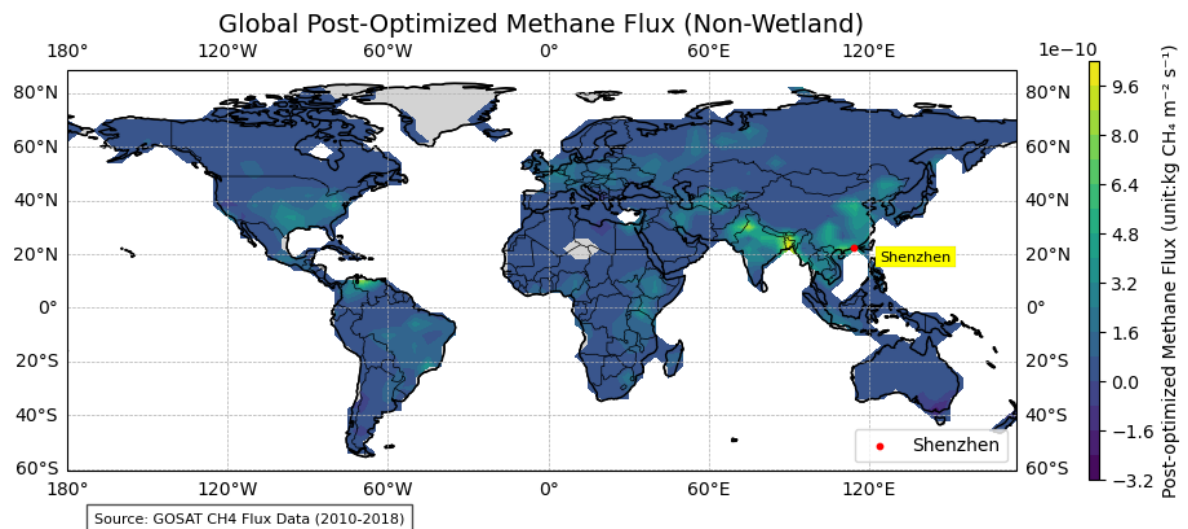 Global Post-Optimized Methane Flux (Non-Wetland)
180° 120°W 60°W 0° 60°E 120°E
1e−10
80°N 80°N
60°N 60°N
40°N 40°N
20°N 20°N
0° 0°
20°S 20°S
40°S 40°S
60°S 60°S
Shenzhen
Shenzhen
180° 120°W 60°W 0° 60°E 120°E
9.6
8.0
6.4
4.8
3.2
1.6
0.0
−1.6
−3.2
Post-optimized Methane Flux (unit:kg CH₄ m⁻² s⁻¹)
Source: GOSAT CH4 Flux Data (2010-2018)